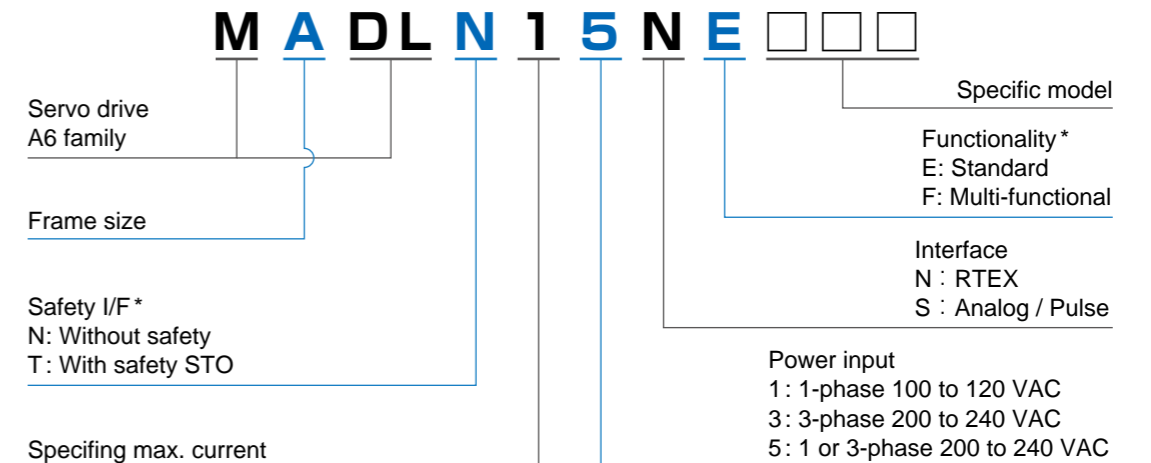 M A D L N 1 5 N E □ □ □
Servo drive
A6 family
Frame size
Safety I/F*
N: Without safety
T: With safety STO
Specifing max. current
Specific model
Functionality*
E: Standard
F: Multi-functional
Interface
N : RTEX
S : Analog / Pulse
Power input
1: 1-phase 100 to 120 VAC
3: 3-phase 200 to 240 VAC
5: 1 or 3-phase 200 to 240 VAC